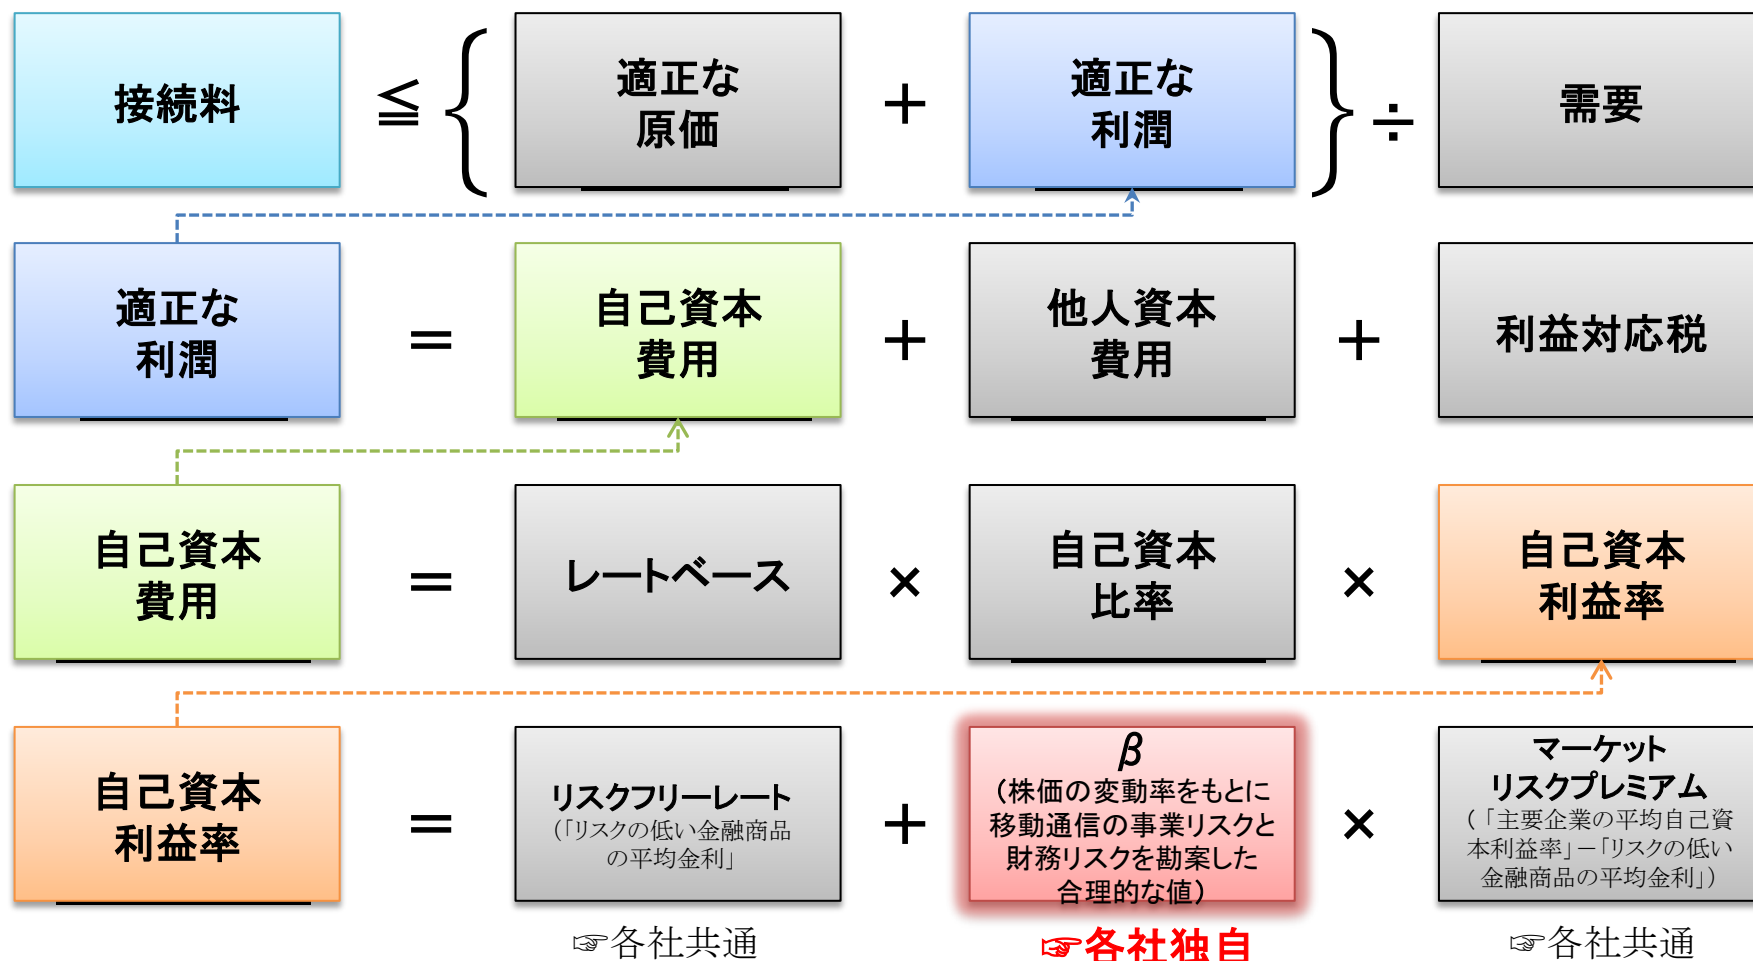 接続料
≦
{
適正な
原価
＋
適正な
利潤
}
÷
需要
適正な
利潤
＝
自己資本
費用
＋
他人資本
費用
＋
利益対応税
自己資本
費用
＝
レートベース
×
自己資本
比率
×
自己資本
利益率
自己資本
利益率
＝
リスクフリーレート
（「リスクの低い金融商品
の平均金利」
＋
β
（株価の変動率をもとに
移動通信の事業リスクと
財務リスクを勘案した
合理的な値）
×
マーケット
リスクプレミアム
（「主要企業の平均自己資
本利益率」－「リスクの低い
金融商品の平均金利」）
☞各社共通
☞各社独自
☞各社共通